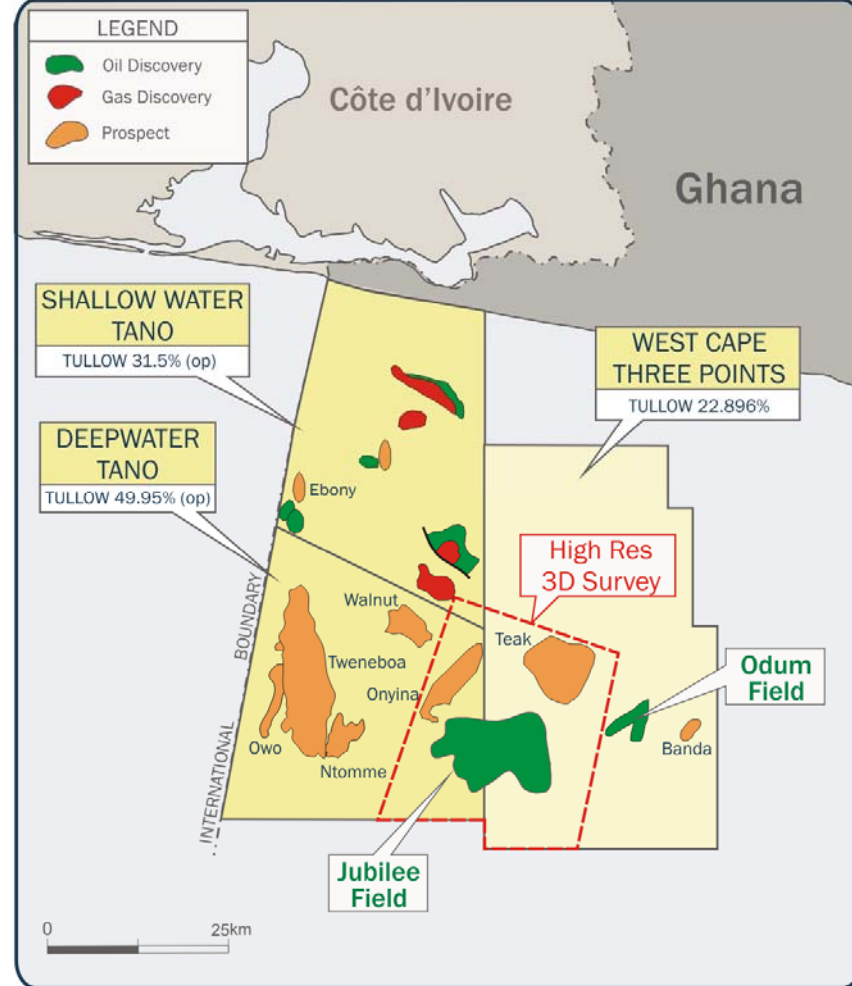 LEGEND
Oil Discovery
Gas Discovery
Prospect
Côte d'Ivoire
Ghana
SHALLOW WATER
TANO
TULLOW 31.5% (op)
WEST CAPE
THREE POINTS
TULLOW 22.896%
DEEPWATER
TANO
TULLOW 49.95% (op)
Ebony
High Res
3D Survey
Walnut
Teak
Tweneboa
Onyina
Odum
Field
Owo
Ntomme
Banda
INTERNATIONAL BOUNDARY
Jubilee
Field
0 25km